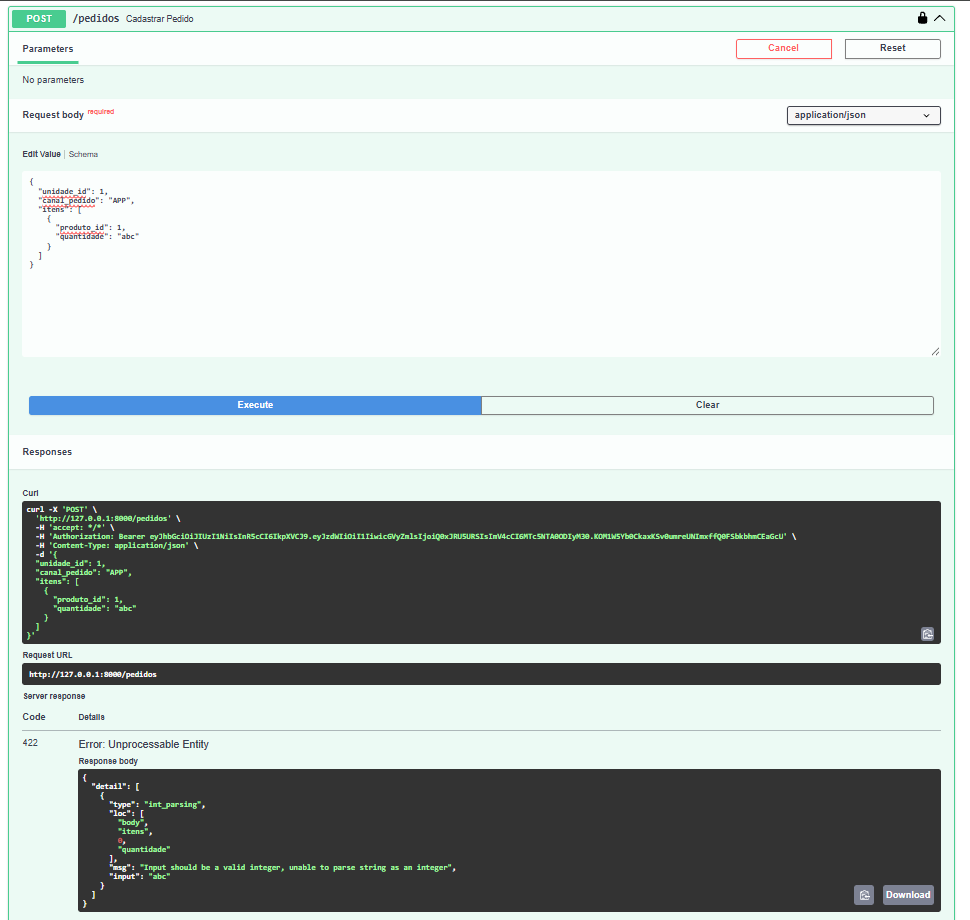 POST /pedidos Cadastrar Pedido
Parameters
Cancel
Reset
No parameters
Request body required
application/json
Edit Value | Schema
{
  "unidade_id": 1,
  "canal_pedido": "APP",
  "itens": [
    {
      "produto_id": 1,
      "quantidade": "abc"
    }
  ]
}
Execute
Clear
Responses
Curl
curl -X 'POST' \
  'http://127.0.0.1:8000/pedidos' \
  -H 'accept: */*' \
  -H 'Authorization: Bearer
  -H 'Content-Type: application/json' \
  -d '{
  "unidade_id": 1,
  "canal_pedido": "APP",
  "itens": [
    {
      "produto_id": 1,
      "quantidade": "abc"
    }
  ]
}'
Request URL
http://127.0.0.1:8000/pedidos
Server response
Code Details
422
Error: Unprocessable Entity
Response body
{
  "detail": [
    {
      "type": "int_parsing",
      "loc": [
        "body",
        "itens",
        0,
        "quantidade"
      ],
      "msg": "Input should be a valid integer, unable to parse string as an integer",
      "input": "abc"
    }
  ]
}
Download